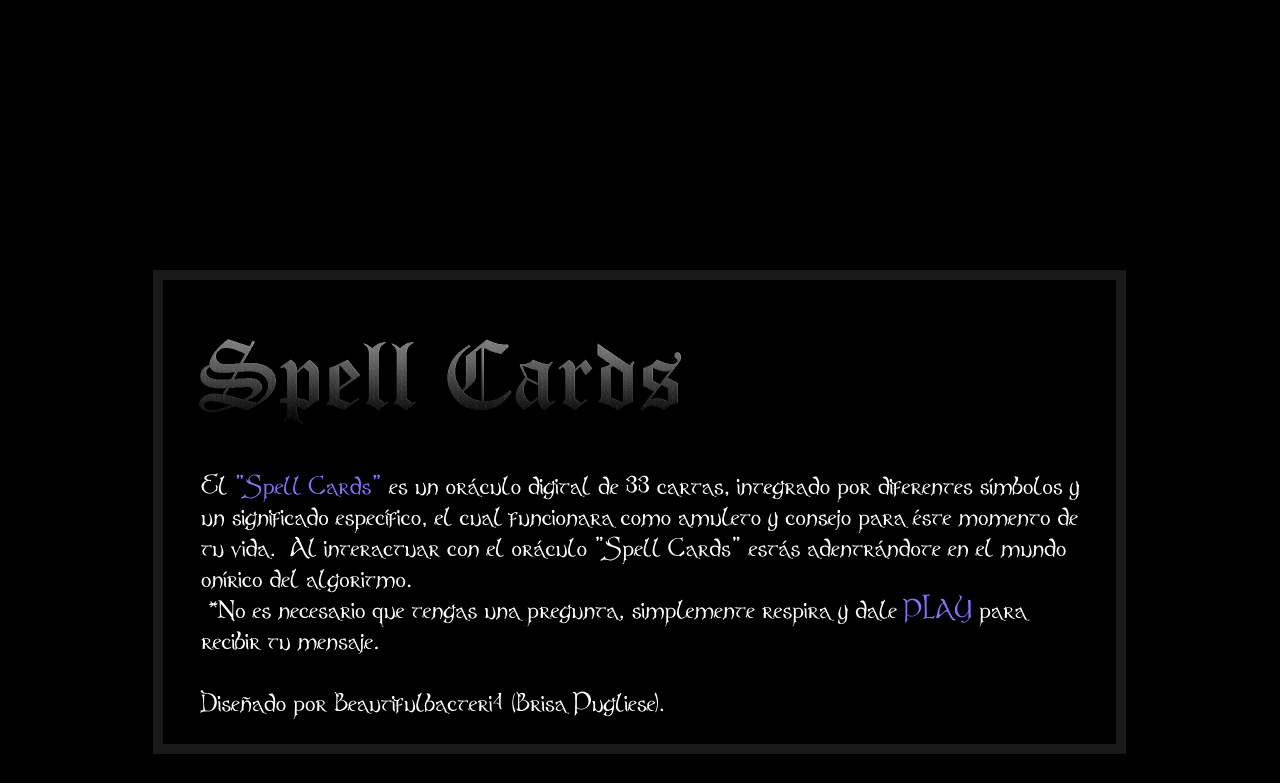 Spell Cards
El "Spell Cards" es un oráculo digital de 33 cartas, integrado por diferentes símbolos y
un significado específico, el cual funcionara como amuleto y consejo para éste momento de
tu vida.  Al interactuar con el oráculo "Spell Cards" estás adentrándote en el mundo
onírico del algoritmo.
*No es necesario que tengas una pregunta, simplemente respira y dale PLAY para
recibir tu mensaje.
Diseñado por Beautifulbacteri4 (Brisa Pugliese).